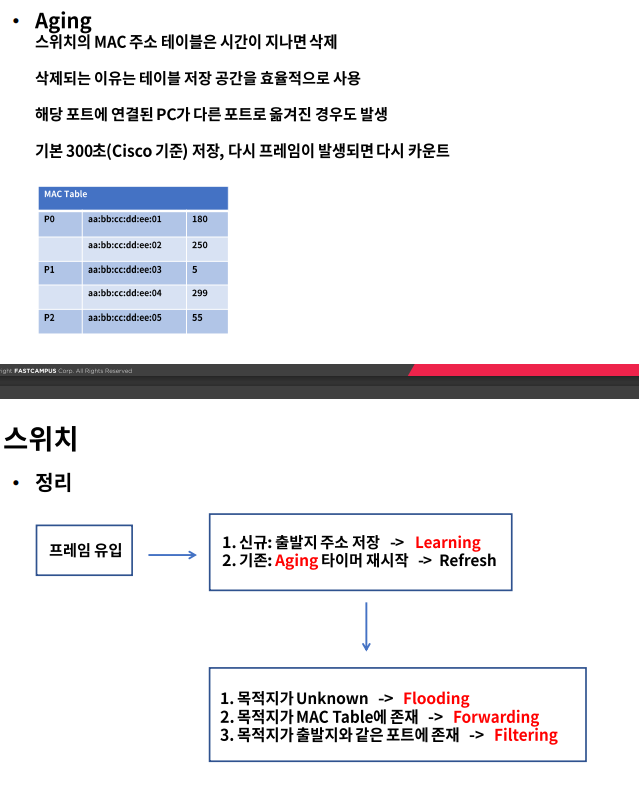 • Aging
스위치의 MAC 주소 테이블은 시간이 지나면 삭제
삭제되는 이유는 테이블 저장 공간을 효율적으로 사용
해당 포트에 연결된 PC가 다른 포트로 옮겨진 경우도 발생
기본 300초(Cisco 기준) 저장, 다시 프레임이 발생되면 다시 카운트
MAC Table
P0 aa:bb:cc:dd:ee:01 180
aa:bb:cc:dd:ee:02 250
P1 aa:bb:cc:dd:ee:03 5
aa:bb:cc:dd:ee:04 299
P2 aa:bb:cc:dd:ee:05 55
ight FASTCAMPUS Corp. All Rights Reserved
스위치
• 정리
프레임 유입
1. 신규: 출발지 주소 저장 -> Learning
2. 기존: Aging 타이머 재시작 -> Refresh
1. 목적지가 Unknown -> Flooding
2. 목적지가 MAC Table에 존재 -> Forwarding
3. 목적지가 출발지와 같은 포트에 존재 -> Filtering